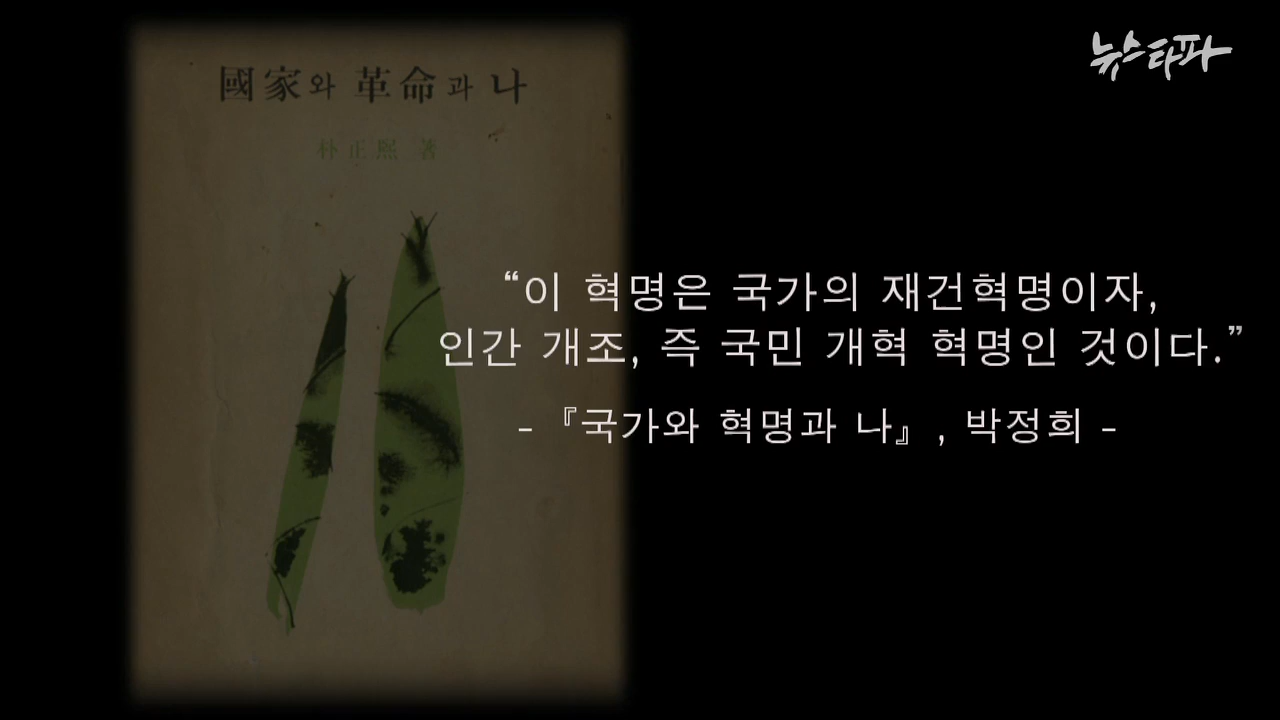 뉴스타파
國家와 革命과 나
朴正熙 著
“이 혁명은 국가의 재건혁명이자,
인간 개조, 즉 국민 개혁 혁명인 것이다.”
- 『국가와 혁명과 나』, 박정희 -